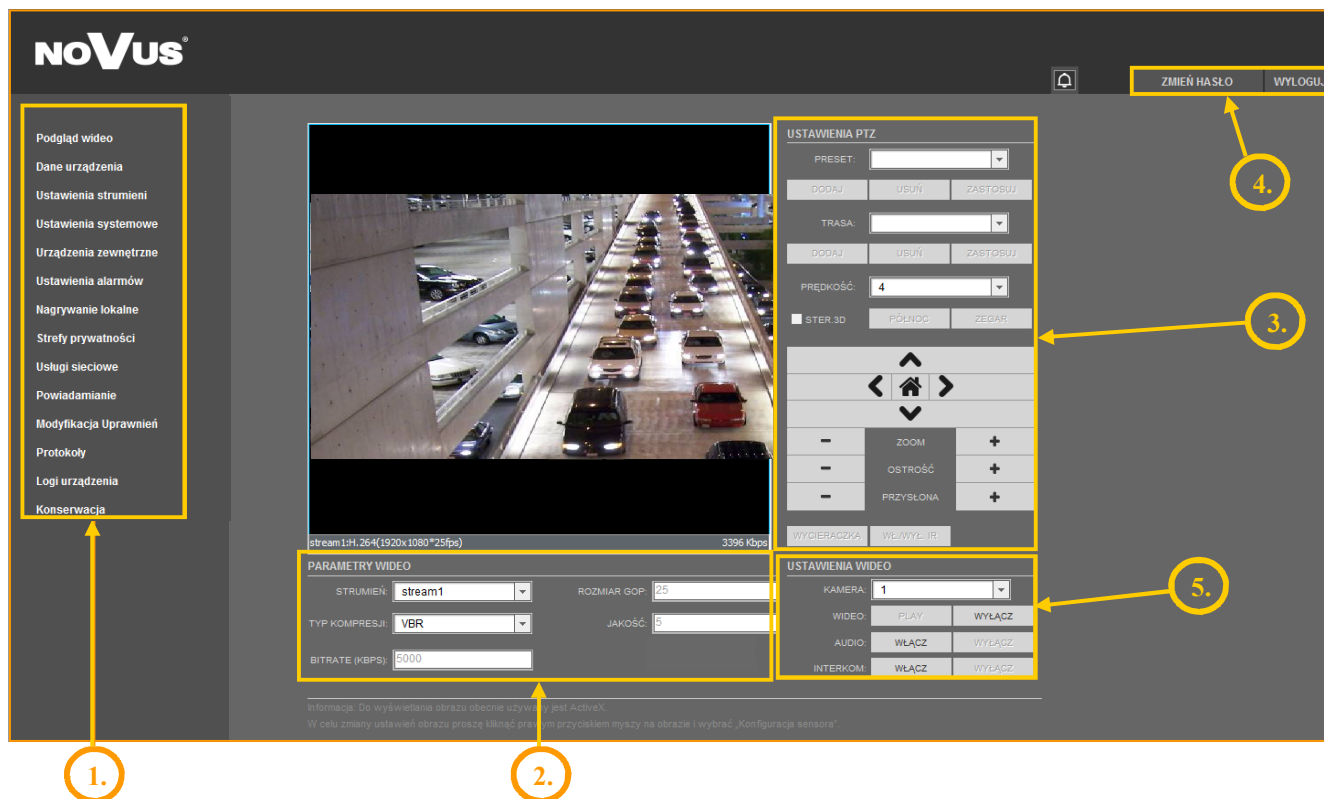 NOVUS®
ZMIEŃ HASŁO WYLOGUJ
Podgląd wideo
Dane urządzenia
Ustawienia strumieni
Ustawienia systemowe
Urządzenia zewnętrzne
Ustawienia alarmów
Nagrywanie lokalne
Strefy prywatności
Usługi sieciowe
Powiadamianie
Modyfikacja Uprawnień
Protokoły
Logi urządzenia
Konserwacja
1.
stream1:H.264(1920x1080*25fps) 3396 Kbps
PARAMETRY WIDEO
STRUMIEŃ: stream1 ROZMIAR GOP: 25
TYP KOMPRESJI: VBR JAKOŚĆ: 5
BITRATE (KBPS): 5000
2.
USTAWIENIA PTZ
PRESET:
DODAJ USUŃ ZASTOSUJ
TRASA:
DODAJ USUŃ ZASTOSUJ
PRĘDKOŚĆ: 4
STER.3D PÓŁNOC ZEGAR
- ZOOM +
- OSTROŚĆ +
- PRZYSŁONA +
WYCIERACZKA WŁ./WYŁ. IR
3.
4.
USTAWIENIA WIDEO
KAMERA: 1
WIDEO: PLAY WYŁĄCZ
AUDIO: WŁĄCZ WYŁĄCZ
INTERKOM: WŁĄCZ WYŁĄCZ
5.
Informacja: Do wyświetlania obrazu obecnie używany jest ActiveX.
W celu zmiany ustawień obrazu proszę kliknąć prawym przyciskiem myszy na obrazie i wybrać „Konfiguracja sensora”.